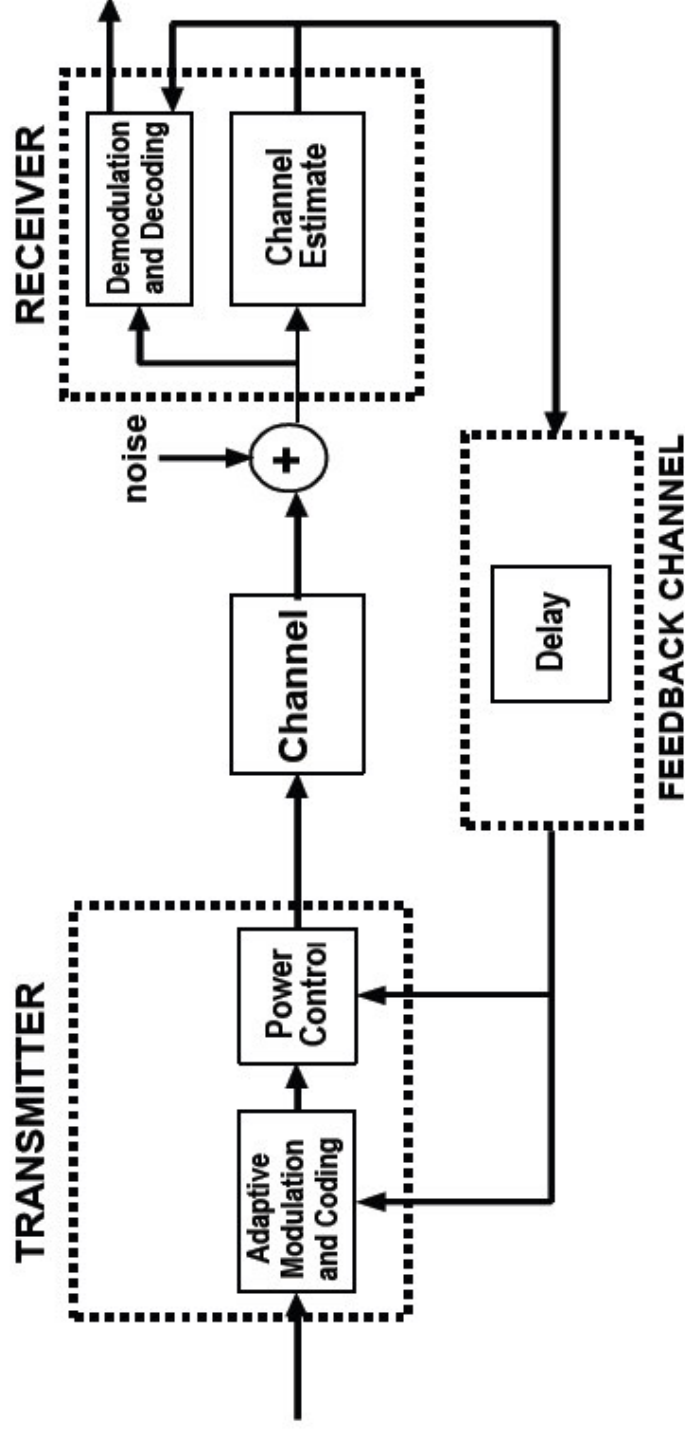 TRANSMITTER
Adaptive
Modulation
and Coding
Power
Control
Channel
noise
+
RECEIVER
Demodulation
and Decoding
Channel
Estimate
Delay
FEEDBACK CHANNEL